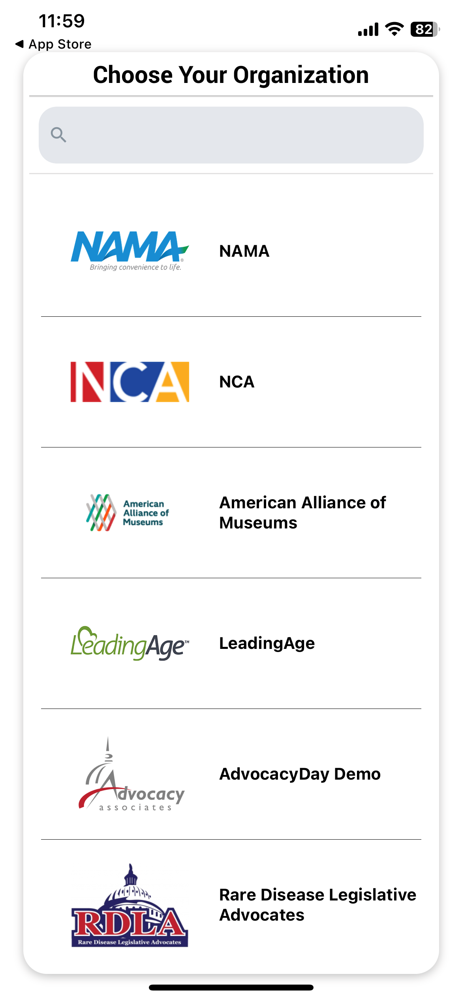 11:59
82
◀ App Store
Choose Your Organization
NAMA®
Bringing convenience to life.
NAMA
NCA
NCA
American
Alliance of
Museums
American Alliance of
Museums
LeadingAge™
LeadingAge
Advocacy
associates
AdvocacyDay Demo
RDLA
Rare Disease Legislative Advocates
Rare Disease Legislative
Advocates